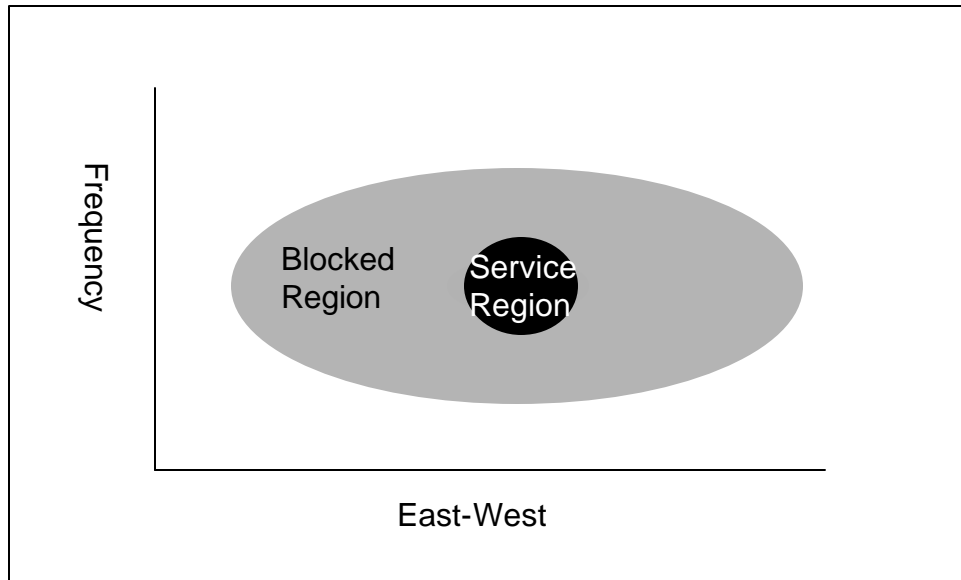 Frequency
Blocked
Region
Service
Region
East-West